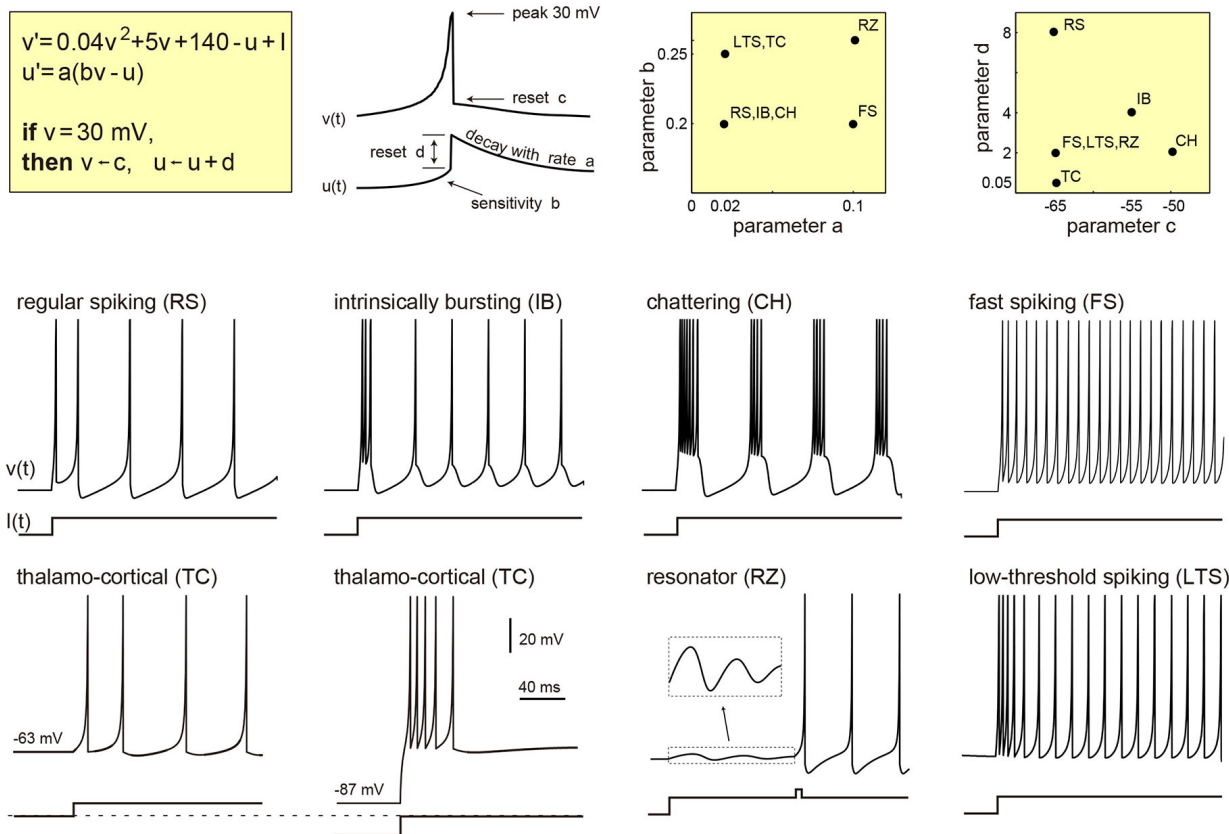 v'= 0.04v²+5v +140 - u + I
u'= a(bv - u)
if v= 30 mV,
then v←c, u←u + d
peak 30 mV
reset c
v(t)
reset d
decay with rate a
u(t)
sensitivity b
parameter b
0.25
0.2
LTS,TC
RZ
RS,IB,CH
FS
0
0.02
0.1
parameter a
parameter d
8
4
2
0.05
RS
IB
FS,LTS,RZ
CH
TC
-65
-55
-50
parameter c
regular spiking (RS)
intrinsically bursting (IB)
chattering (CH)
fast spiking (FS)
v(t)
I(t)
thalamo-cortical (TC)
thalamo-cortical (TC)
resonator (RZ)
low-threshold spiking (LTS)
20 mV
40 ms
-63 mV
-87 mV